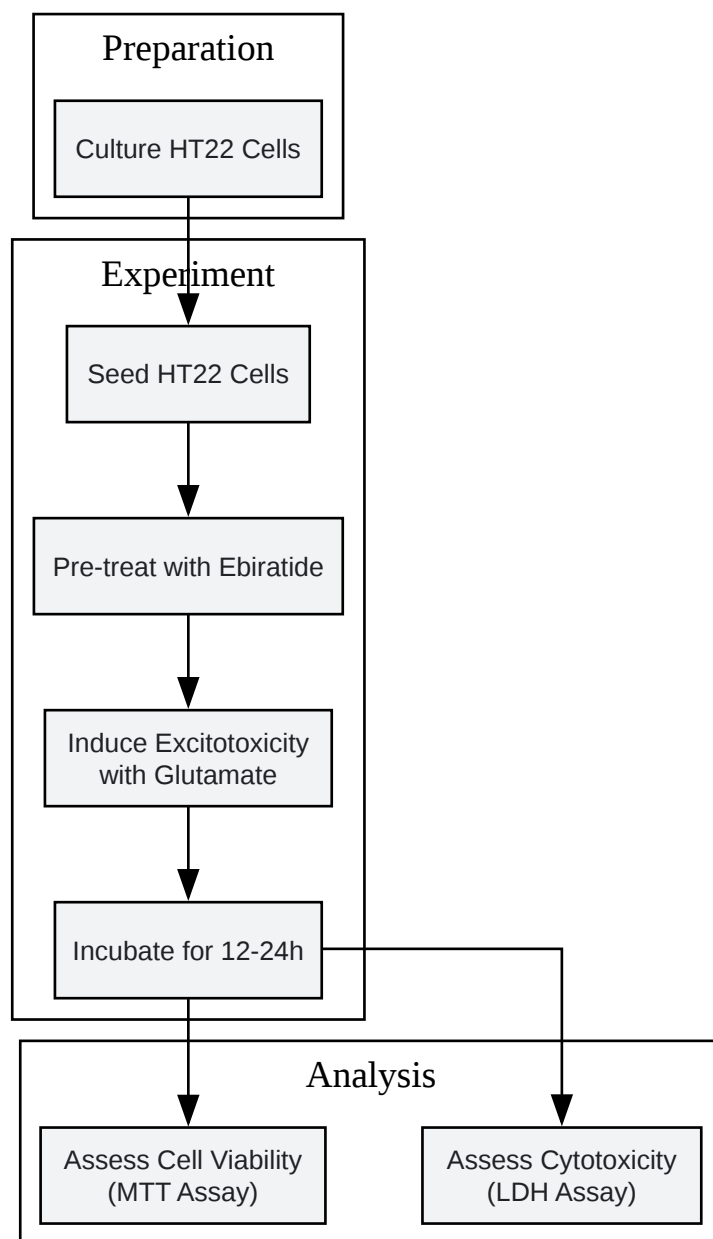 Preparation
Culture HT22 Cells
Experiment
Seed HT22 Cells
Pre-treat with Ebiratide
Induce Excitotoxicity
with Glutamate
Incubate for 12-24h
Analysis
Assess Cell Viability
(MTT Assay)
Assess Cytotoxicity
(LDH Assay)